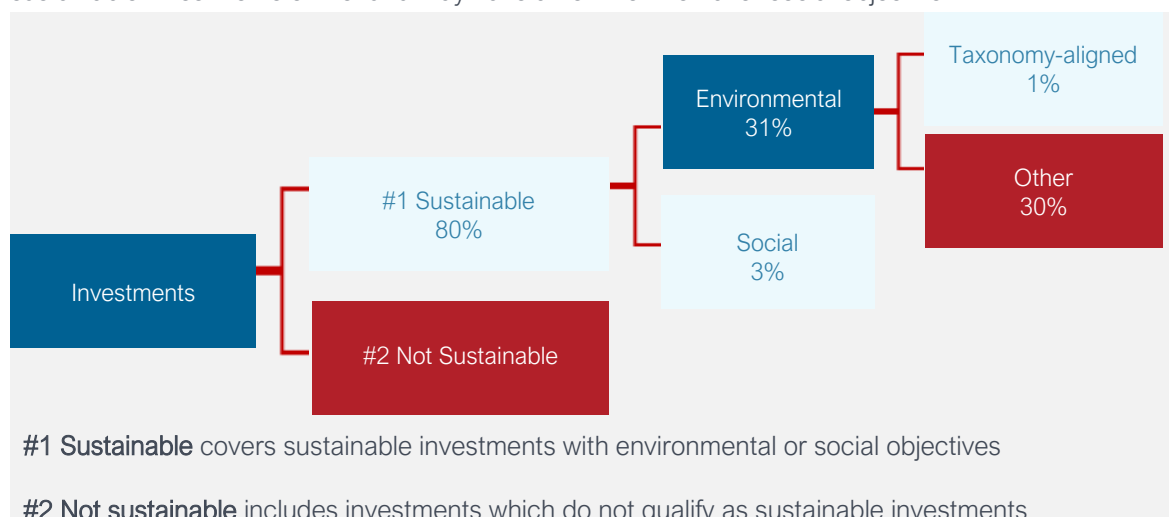 Taxonomy-aligned
1%
Environmental
31%
Other
30%
#1 Sustainable
80%
Social
3%
Investments
#2 Not Sustainable
#1 Sustainable covers sustainable investments with environmental or social objectives
#2 Not sustainable includes investments which do not qualify as sustainable investments